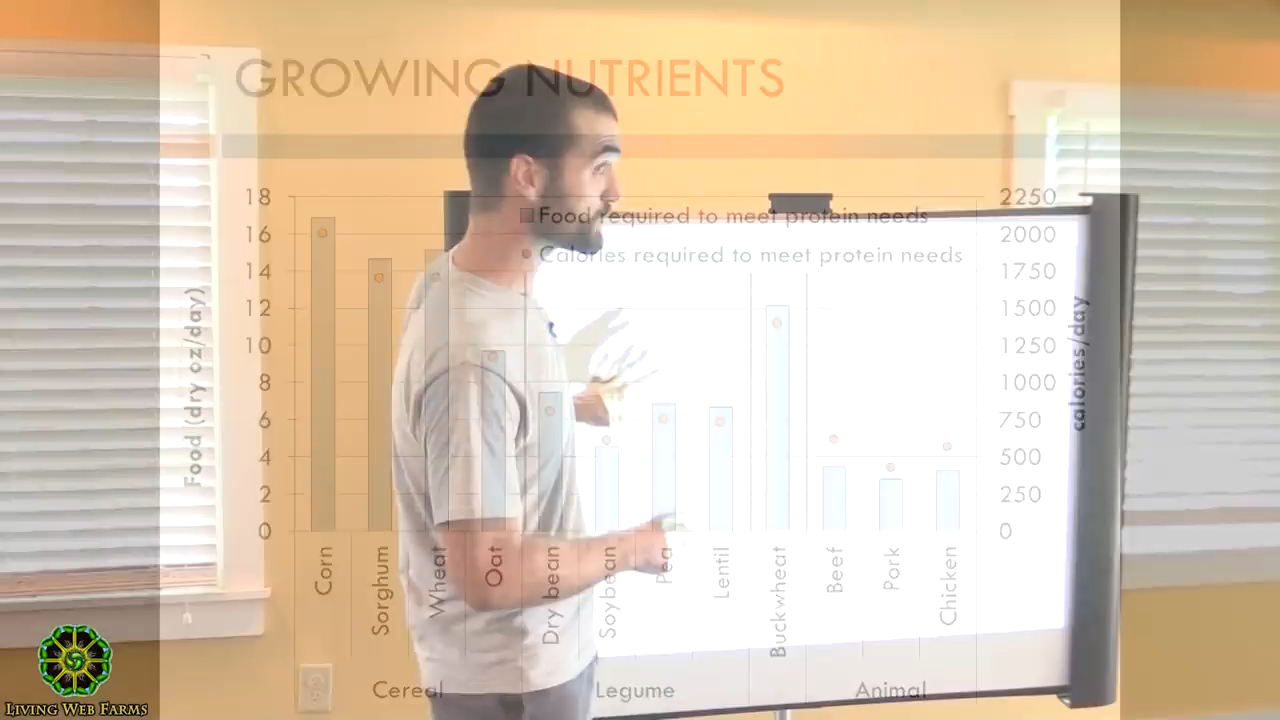 GROWING NUTRIENTS
Food required to meet protein needs
Calories required to meet protein needs
Food (dry oz/day)
18
16
14
12
10
8
6
4
2
0
2250
2000
1750
1500
1250
1000
750
500
250
0
calories/day
Corn
Sorghum
Wheat
Oat
Dry bean
Soybean
Pea
Lentil
Buckwheat
Beef
Pork
Chicken
Cereal
Legume
Animal
LIVING WEB FARMS